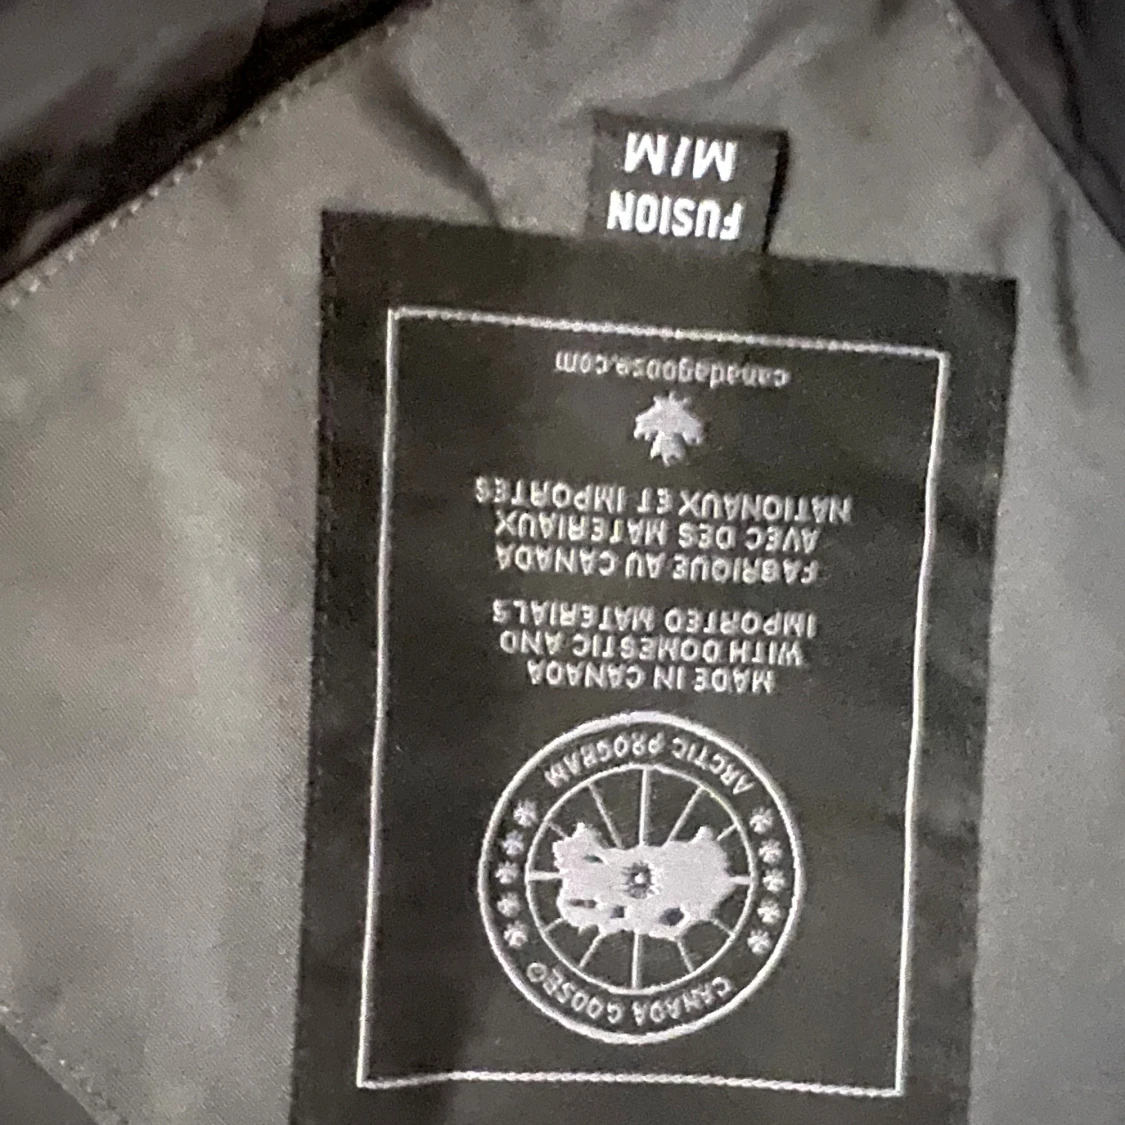 CANADA GOOSE®
ARCTIC PROGRAM
MADE IN CANADA
WITH DOMESTIC AND
IMPORTED MATERIALS
FABRIQUE AU CANADA
AVEC DES MATERIAUX
NATIONAUX ET IMPORTES
canadagoose.com
FUSION
M/M